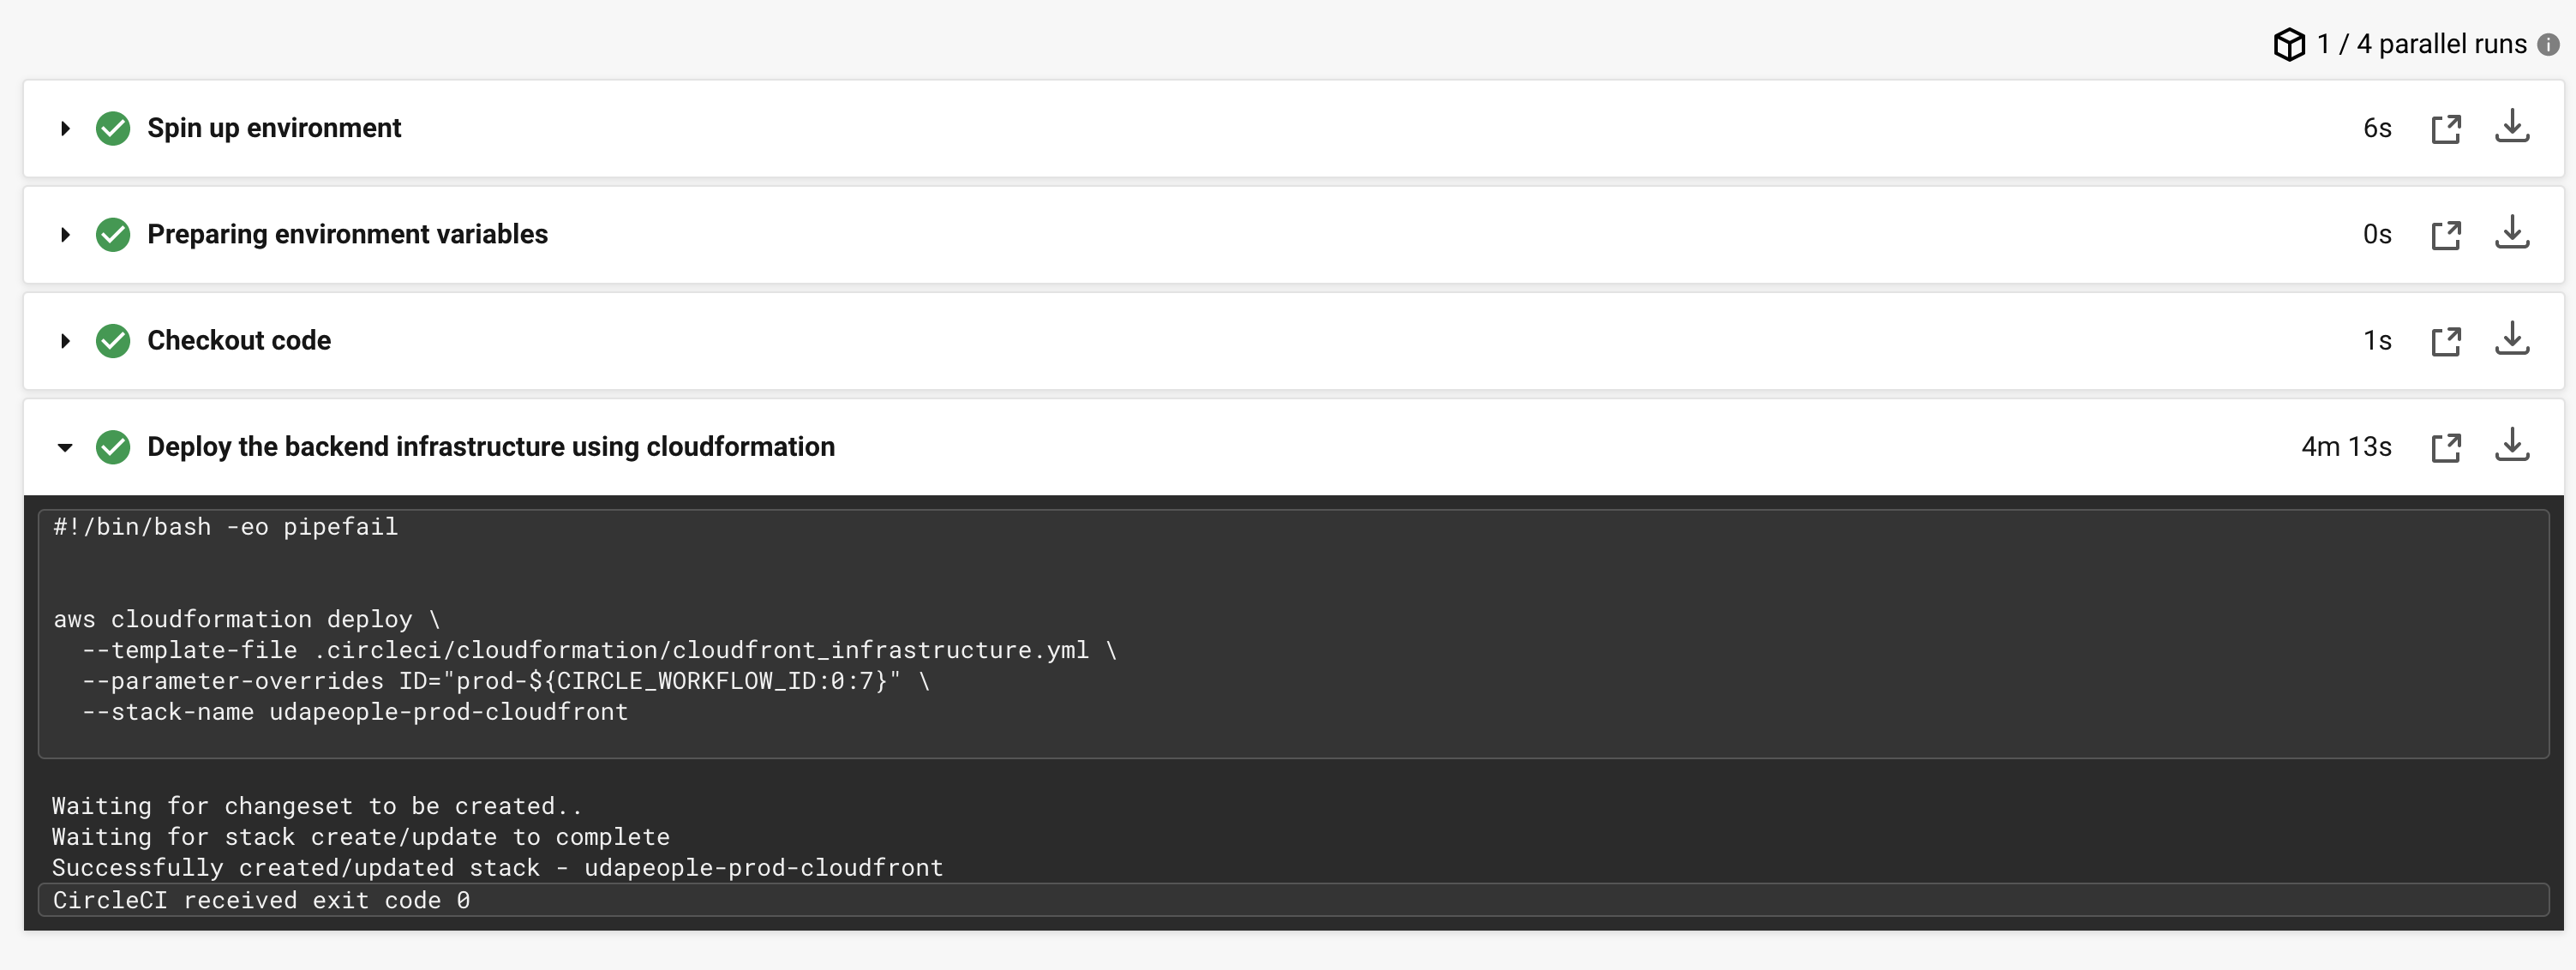 1 / 4 parallel runs
Spin up environment 6s
Preparing environment variables 0s
Checkout code 1s
Deploy the backend infrastructure using cloudformation 4m 13s
#!/bin/bash -eo pipefail
aws cloudformation deploy \
--template-file .circleci/cloudformation/cloudfront_infrastructure.yml \
--parameter-overrides ID="prod-${CIRCLE_WORKFLOW_ID:0:7}" \
--stack-name udapeople-prod-cloudfront
Waiting for changeset to be created..
Waiting for stack create/update to complete
Successfully created/updated stack - udapeople-prod-cloudfront
CircleCI received exit code 0